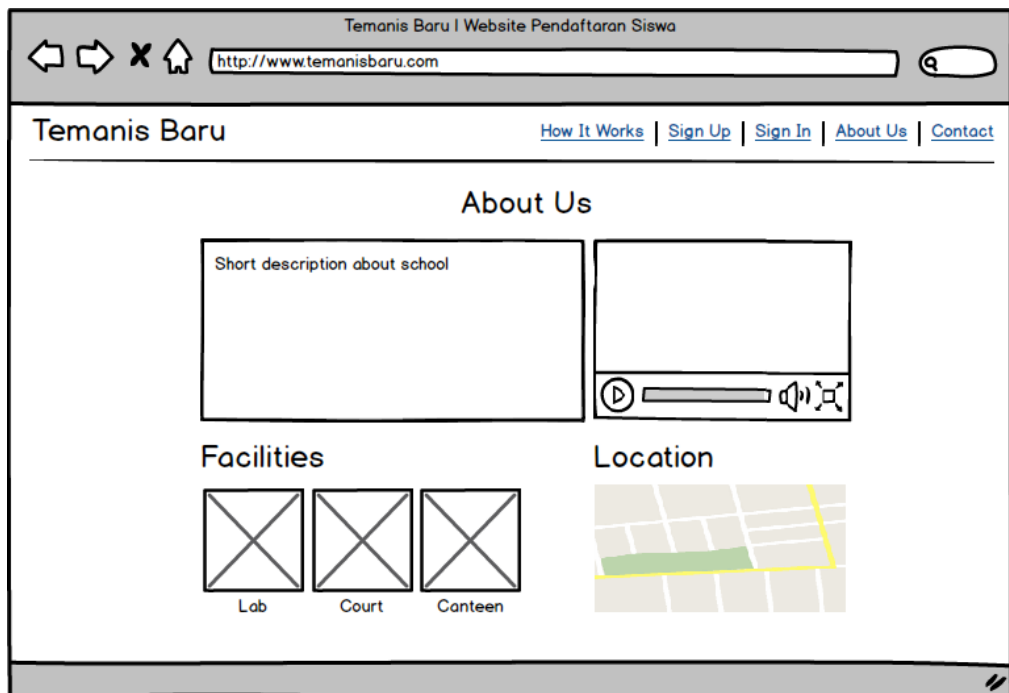 Temanis Baru I Website Pendaftaran Siswa
http://www.temanisbaru.com
Temanis Baru
How It Works | Sign Up | Sign In | About Us | Contact
About Us
Short description about school
Facilities
Location
Lab
Court
Canteen